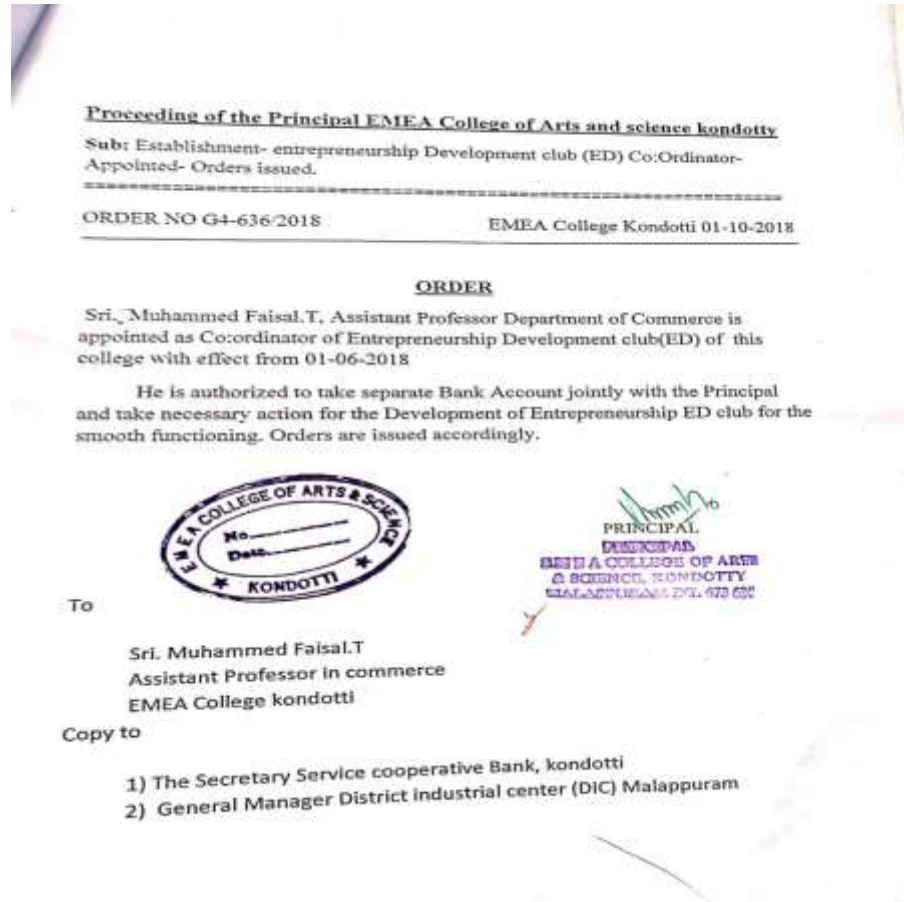 Proceeding of the Principal EMEA College of Arts and science kondotty
Sub: Establishment- entrepreneurship Development club (ED) Co:Ordinator-
Appointed- Orders issued.
ORDER NO G4-636/2018 EMEA College Kondotti 01-10-2018
ORDER
Sri., Muhammed Faisal.T, Assistant Professor Department of Commerce is
appointed as Co:ordinator of Entrepreneurship Development club(ED) of this
college with effect from 01-06-2018
He is authorized to take separate Bank Account jointly with the Principal
and take necessary action for the Development of Entrepreneurship ED club for the
smooth functioning. Orders are issued accordingly.
EMEA COLLEGE OF ARTS & SCIENCE
No.
Date.
KONDOTTI
PRINCIPAL
PRINCIPAL
EMEA COLLEGE OF ARTS
& SCIENCE, KONDOTTY
To
Sri. Muhammed Faisal.T
Assistant Professor in commerce
EMEA College kondotti
Copy to
1) The Secretary Service cooperative Bank, kondotti
2) General Manager District industrial center (DIC) Malappuram